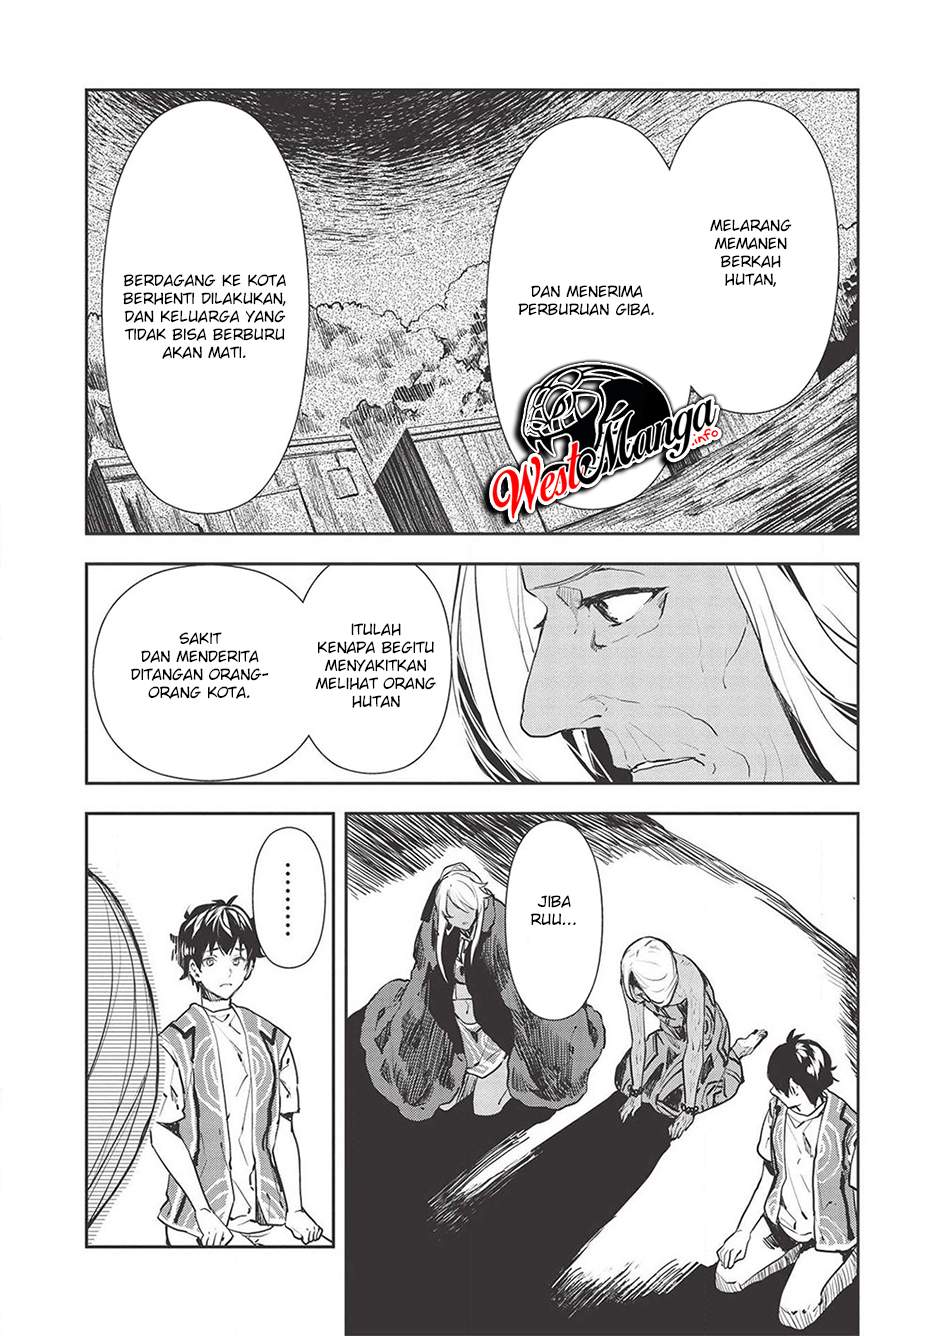 MELARANG
MEMANEN
BERKAH
HUTAN,
DAN MENERIMA
PERBURUAN GIBA.
BERDAGANG KE KOTA
BERHENTI DILAKUKAN,
DAN KELUARGA YANG
TIDAK BISA BERBURU
AKAN MATI.
WestManga
.info
ITULAH
KENAPA BEGITU
MENYAKITKAN
MELIHAT ORANG
HUTAN
SAKIT
DAN MENDERITA
DITANGAN ORANG-
ORANG KOTA.
JIBA
RUU...
.........